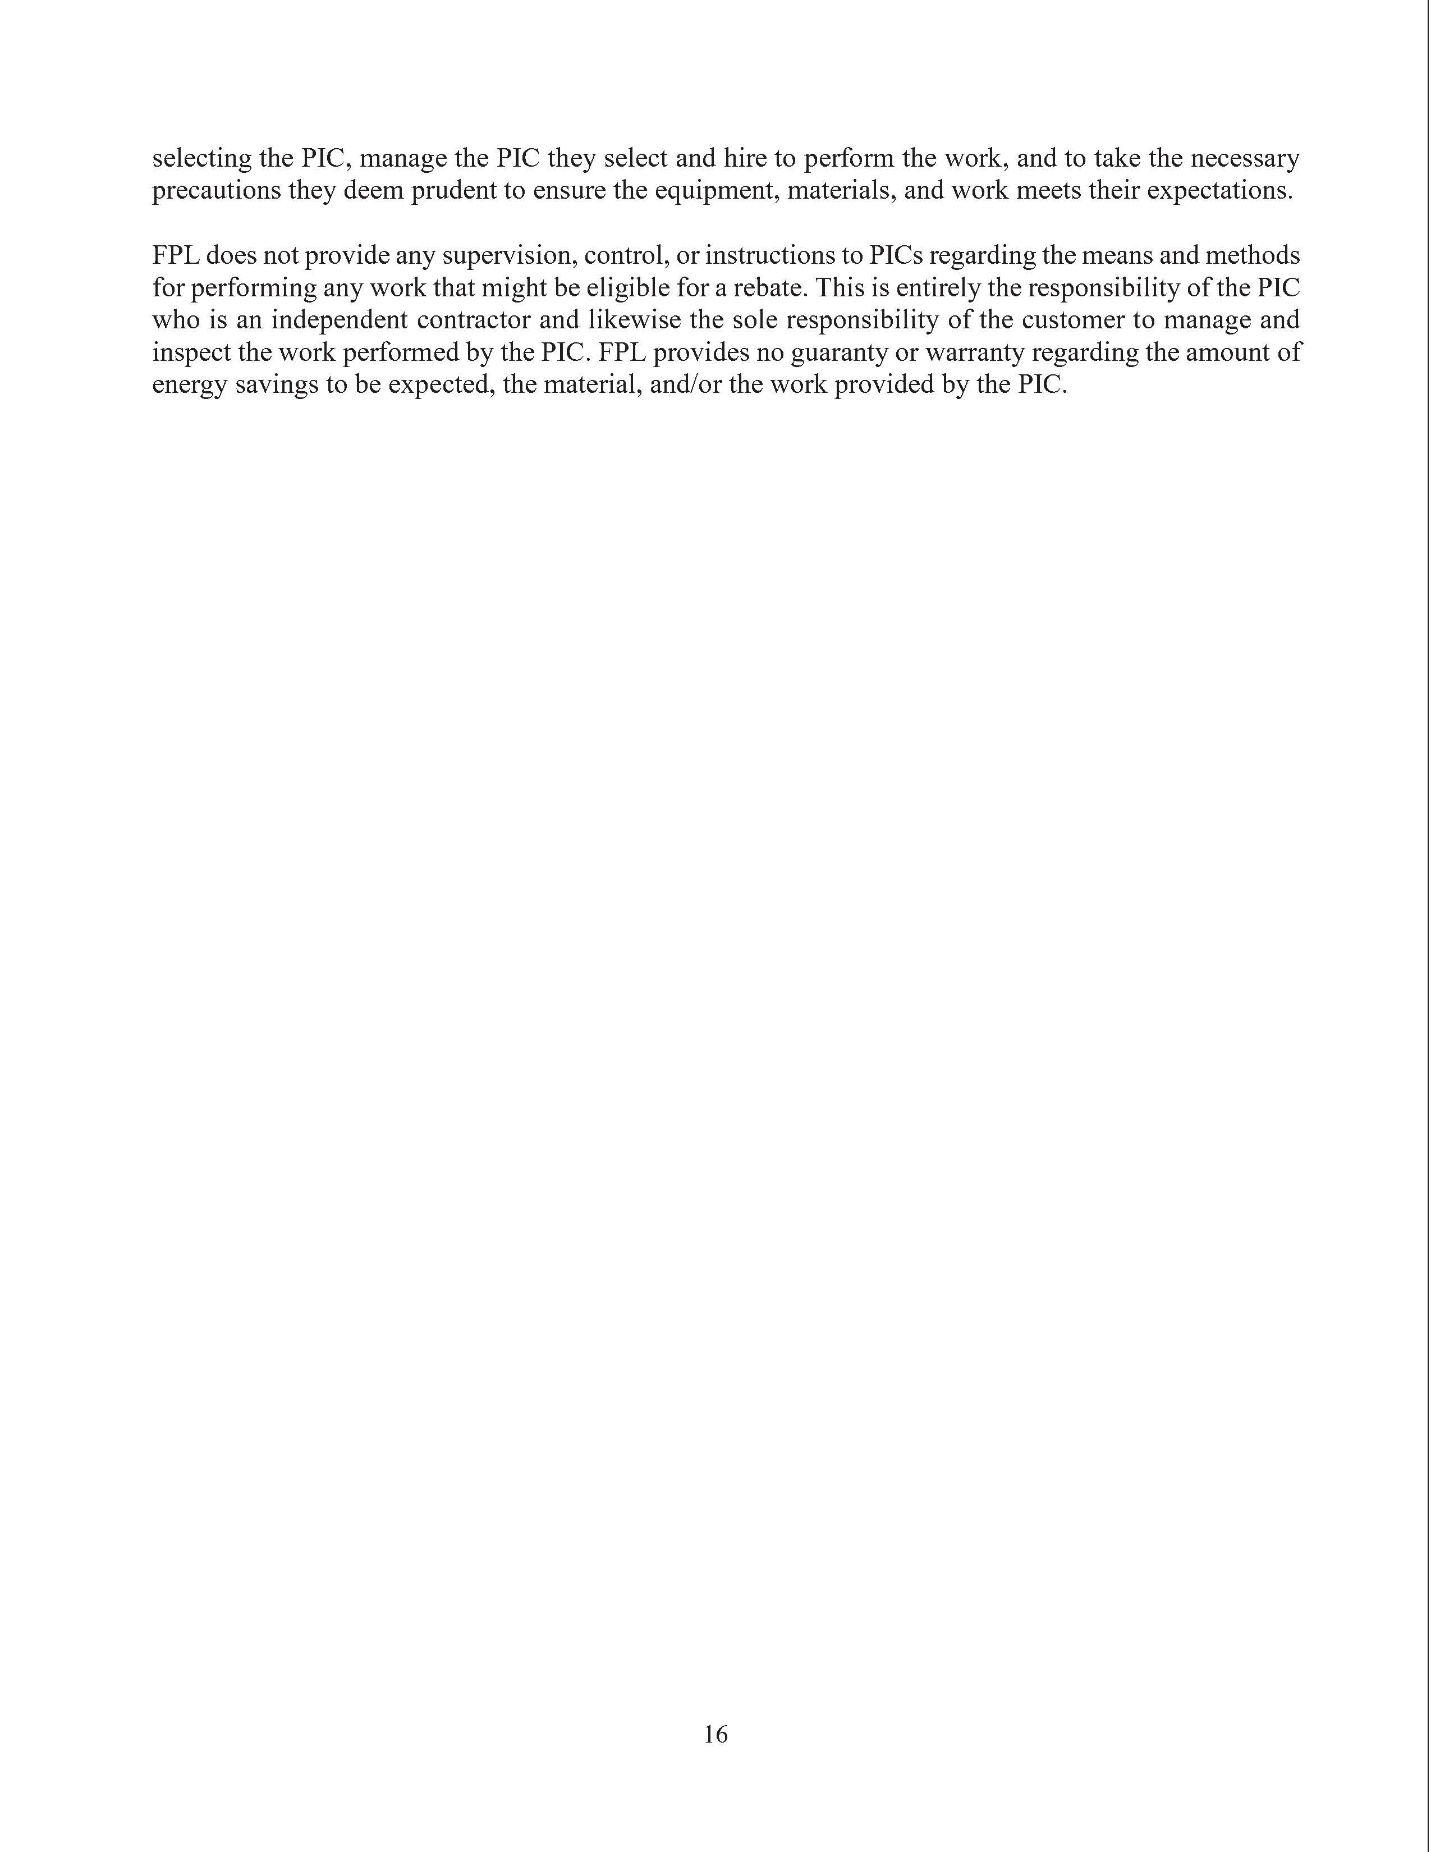 selecting the PIC, manage the PIC they select and hire to perform the work, and to take the necessary
precautions they deem prudent to ensure the equipment, materials, and work meets their expectations.
FPL does not provide any supervision, control, or instructions to PICs regarding the means and methods
for performing any work that might be eligible for a rebate. This is entirely the responsibility of the PIC
who is an independent contractor and likewise the sole responsibility of the customer to manage and
inspect the work performed by the PIC. FPL provides no guaranty or warranty regarding the amount of
energy savings to be expected, the material, and/or the work provided by the PIC.
16